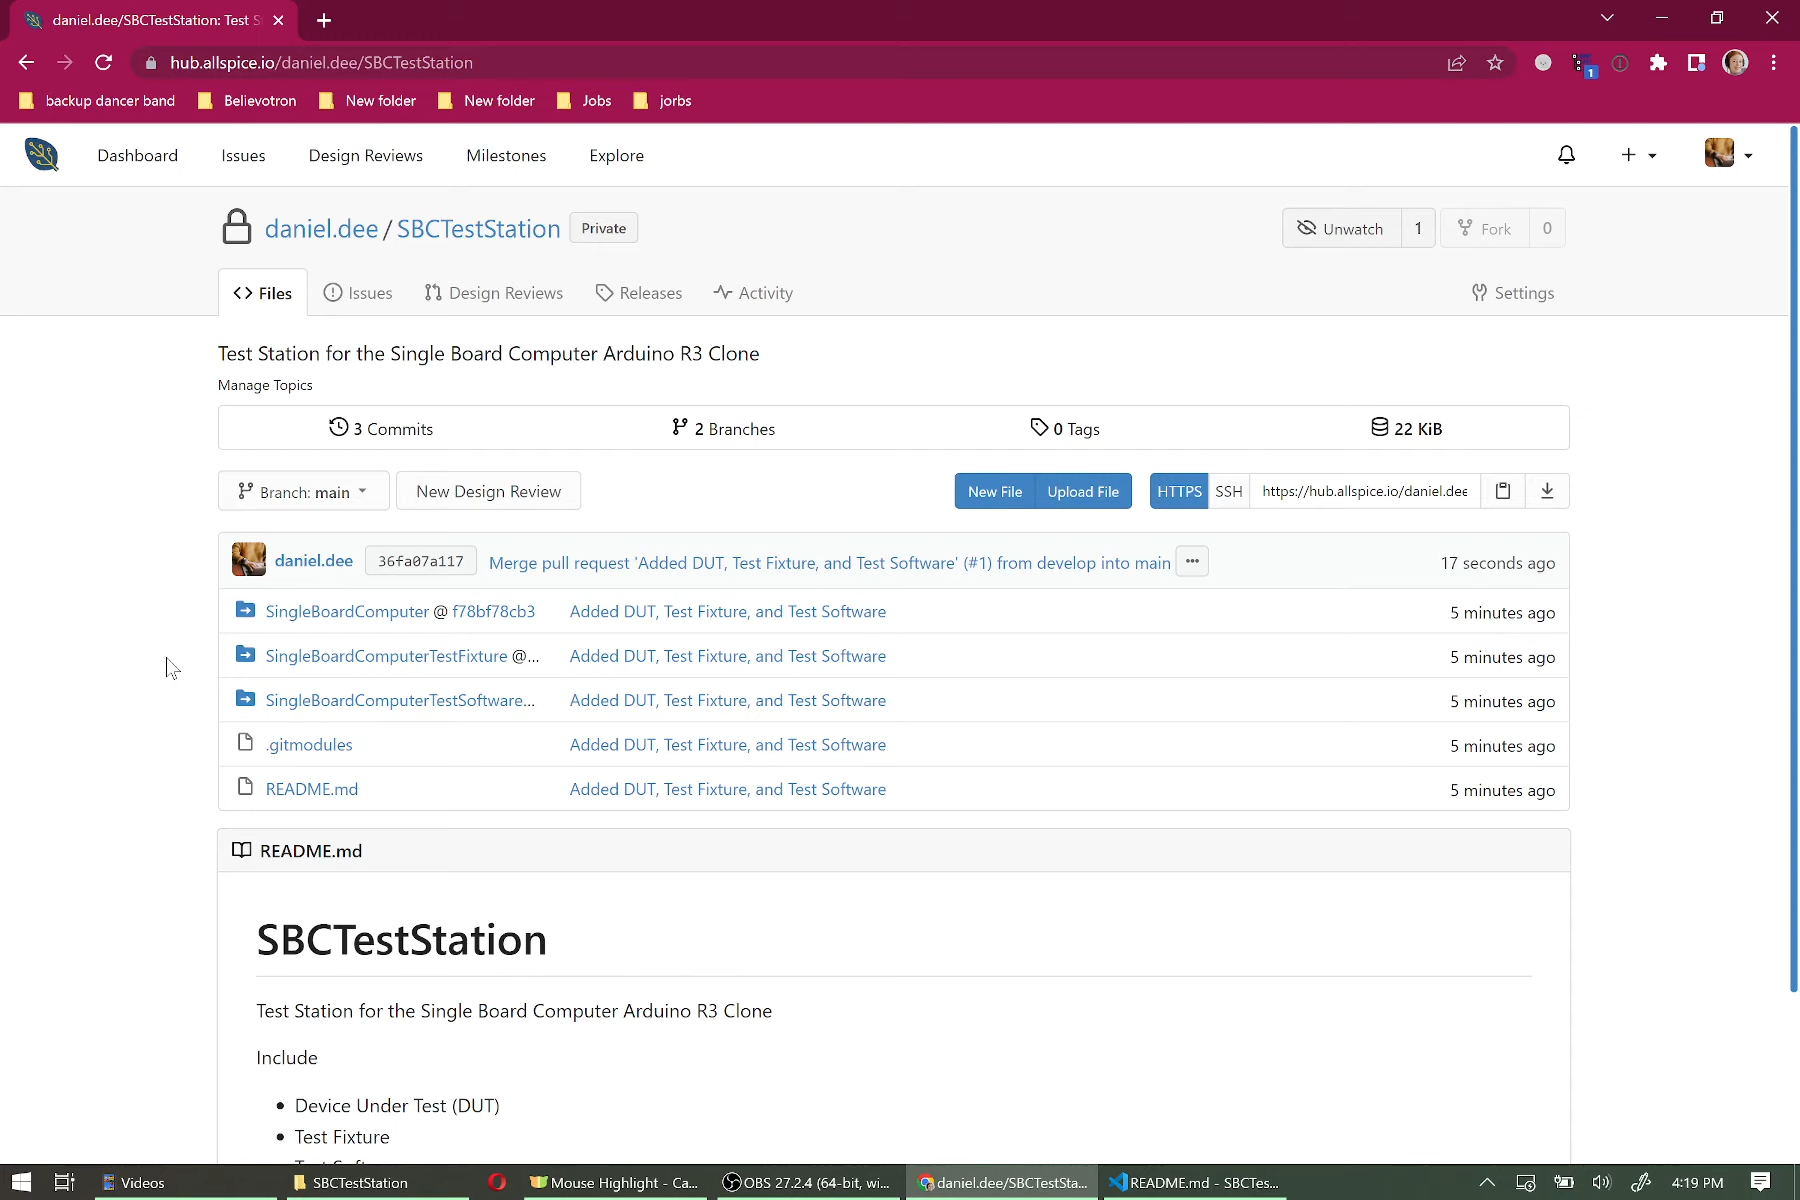 daniel.dee/SBCTestStation: Test S
hub.allspice.io/daniel.dee/SBCTestStation
1
backup dancer band Believotron New folder New folder Jobs jorbs
Dashboard Issues Design Reviews Milestones Explore
daniel.dee / SBCTestStation Private
Unwatch 1 Fork 0
Files Issues Design Reviews Releases Activity Settings
Test Station for the Single Board Computer Arduino R3 Clone
Manage Topics
3 Commits 2 Branches 0 Tags 22 KiB
Branch: main New Design Review New File Upload File HTTPS SSH https://hub.allspice.io/daniel.dee
daniel.dee 36fa07a117 Merge pull request 'Added DUT, Test Fixture, and Test Software' (#1) from develop into main ... 17 seconds ago
SingleBoardComputer @ f78bf78cb3 Added DUT, Test Fixture, and Test Software 5 minutes ago
SingleBoardComputerTestFixture @... Added DUT, Test Fixture, and Test Software 5 minutes ago
SingleBoardComputerTestSoftware... Added DUT, Test Fixture, and Test Software 5 minutes ago
.gitmodules Added DUT, Test Fixture, and Test Software 5 minutes ago
README.md Added DUT, Test Fixture, and Test Software 5 minutes ago
README.md
SBCTestStation
Test Station for the Single Board Computer Arduino R3 Clone
Include
• Device Under Test (DUT)
• Test Fixture
Videos SBCTestStation Mouse Highlight - Ca... OBS 27.2.4 (64-bit, wi... daniel.dee/SBCTestSta... README.md - SBCTes... 4:19 PM